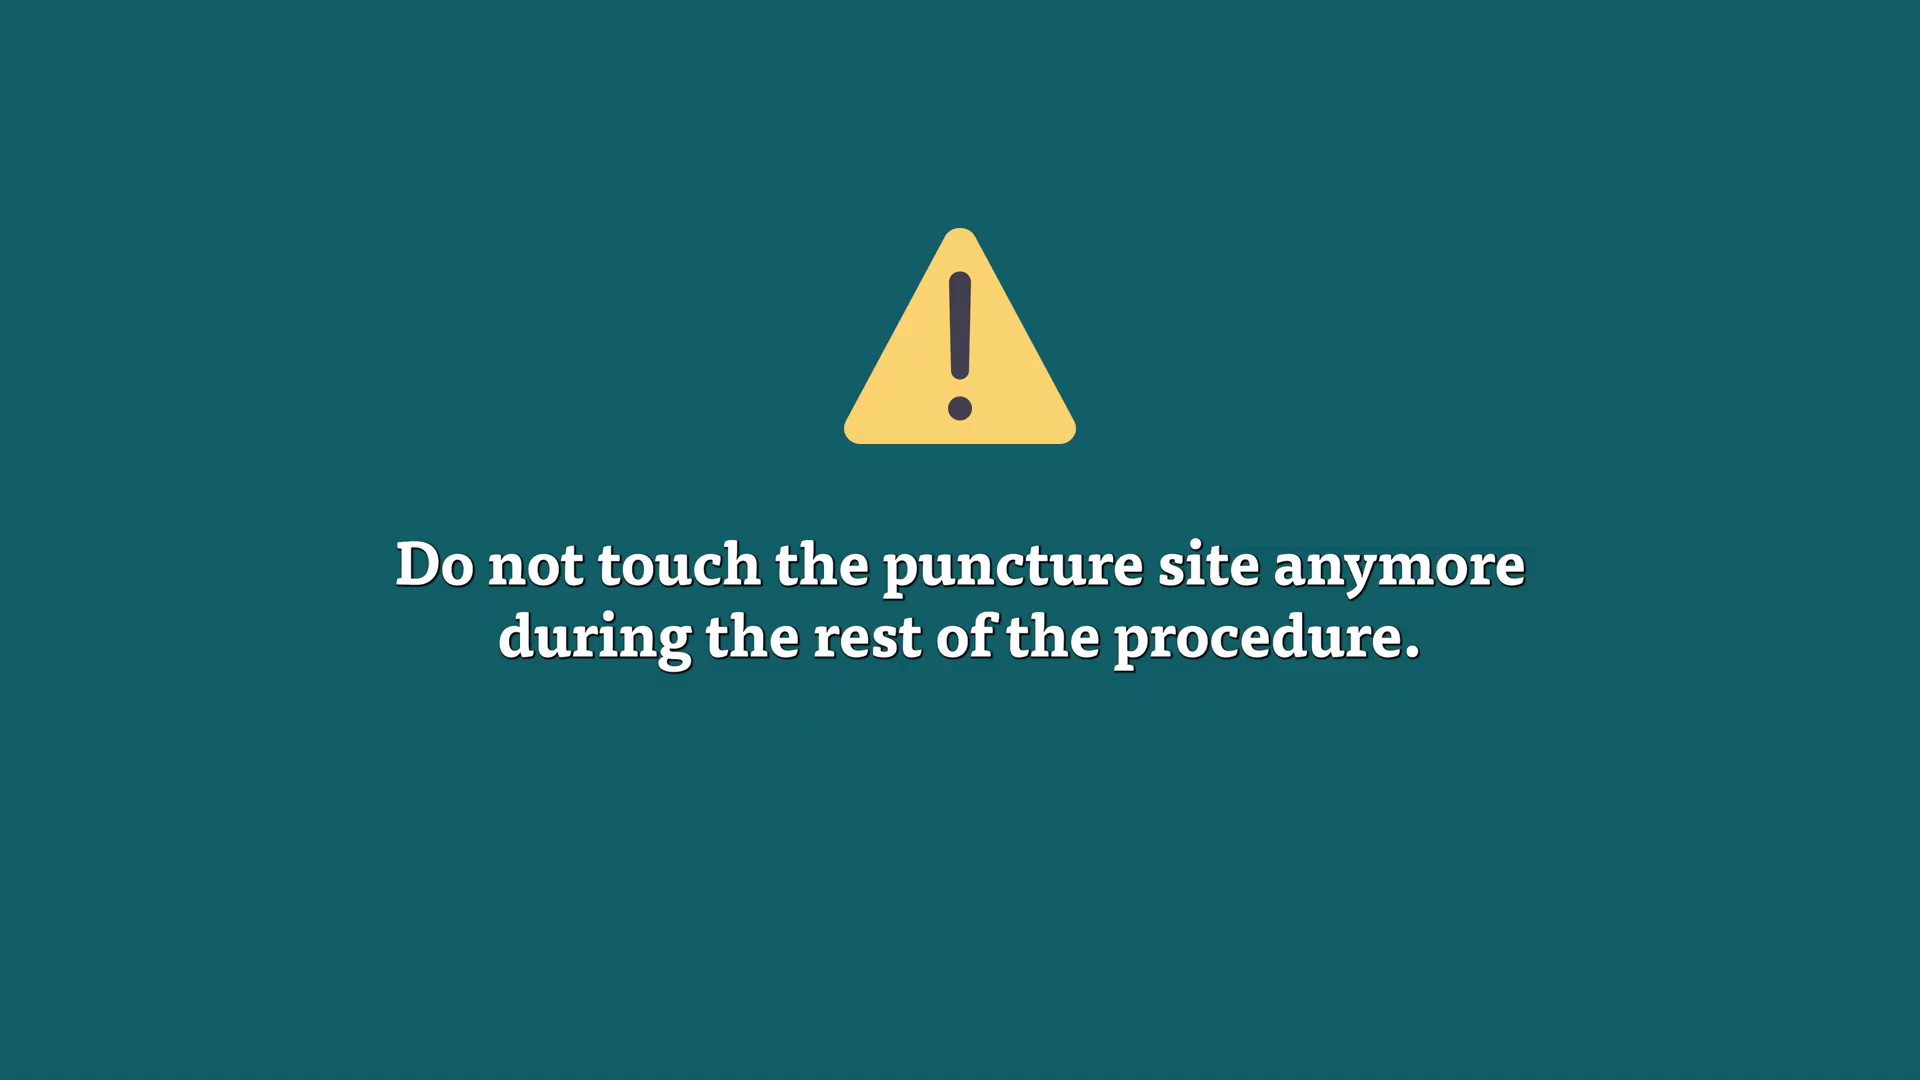 Do not touch the puncture site anymore
during the rest of the procedure.